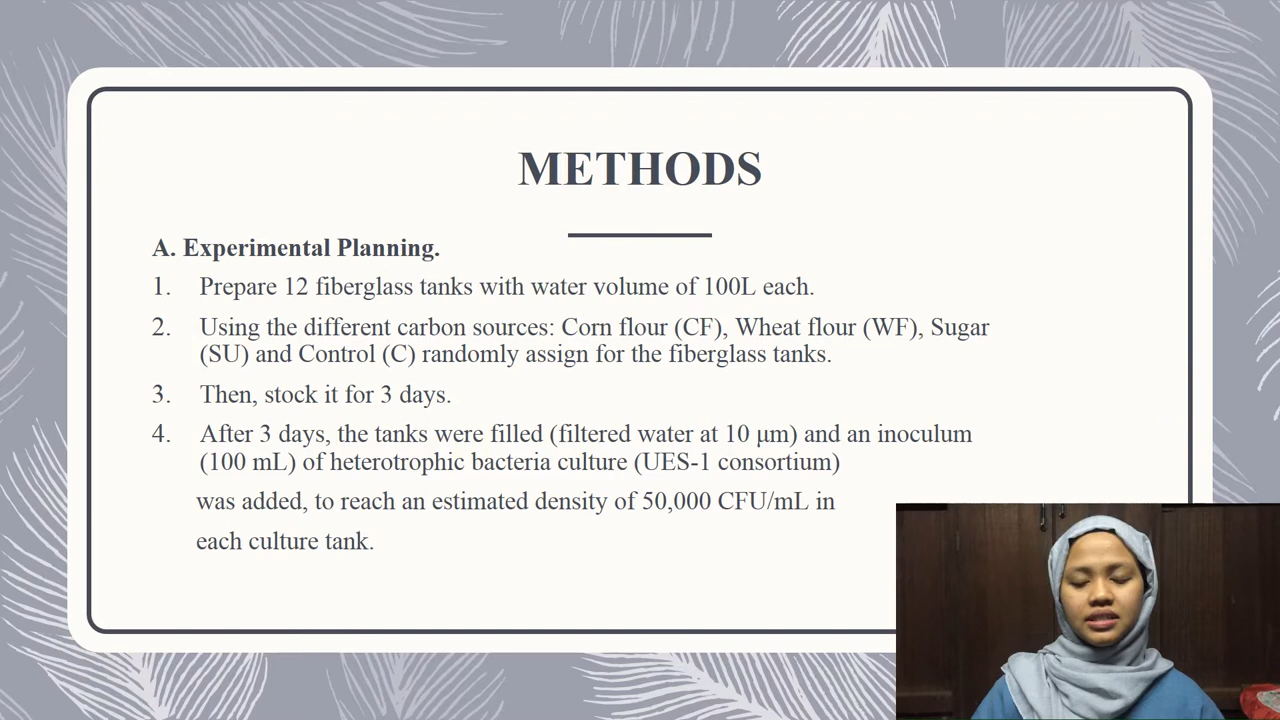 METHODS
A. Experimental Planning.
1. Prepare 12 fiberglass tanks with water volume of 100L each.
2. Using the different carbon sources: Corn flour (CF), Wheat flour (WF), Sugar
(SU) and Control (C) randomly assign for the fiberglass tanks.
3. Then, stock it for 3 days.
4. After 3 days, the tanks were filled (filtered water at 10 μm) and an inoculum
(100 mL) of heterotrophic bacteria culture (UES-1 consortium)
was added, to reach an estimated density of 50,000 CFU/mL in
each culture tank.